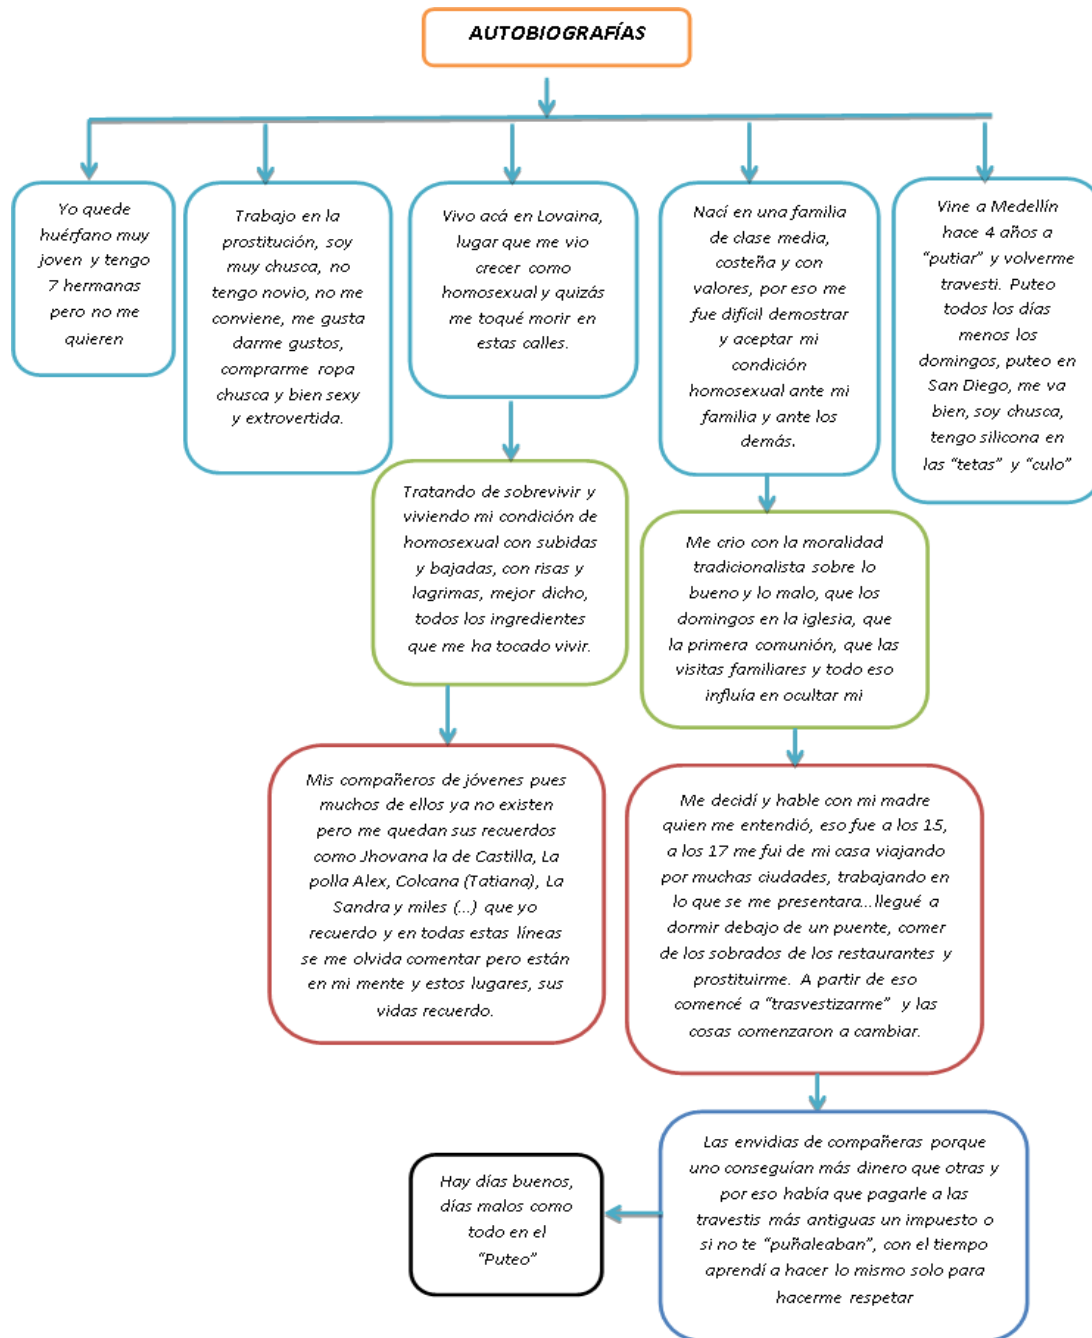 AUTOBIOGRAFÍAS
Yo quede
huérfano muy
joven y tengo
7 hermanas
pero no me
quieren
Trabajo en la
prostitución, soy
muy chusca, no
tengo novio, no me
conviene, me gusta
darme gustos,
comprarme ropa
chusca y bien sexy
y extrovertida.
Vivo acá en Lovaina,
lugar que me vio
crecer como
homosexual y quizás
me toqué morir en
estas calles.
Nací en una familia
de clase media,
costeña y con
valores, por eso me
fue difícil demostrar
y aceptar mi
condición
homosexual ante mi
familia y ante los
demás.
Vine a Medellín
hace 4 años a
“putiar” y volverme
travesti. Puteo
todos los días
menos los
domingos, puteo en
San Diego, me va
bien, soy chusca,
tengo silicona en
las “tetas” y “culo”
Tratando de sobrevivir y
viviendo mi condición de
homosexual con subidas
y bajadas, con risas y
lagrimas, mejor dicho,
todos los ingredientes
que me ha tocado vivir.
Me crio con la moralidad
tradicionalista sobre lo
bueno y lo malo, que los
domingos en la iglesia, que
la primera comunión, que las
visitas familiares y todo eso
influía en ocultar mi
Mis compañeros de jóvenes pues
muchos de ellos ya no existen
pero me quedan sus recuerdos
como Jhovana la de Castilla, La
polla Alex, Colcana (Tatiana), La
Sandra y miles (...) que yo
recuerdo y en todas estas líneas
se me olvida comentar pero están
en mi mente y estos lugares, sus
vidas recuerdo.
Me decidí y hable con mi madre
quien me entendió, eso fue a los 15,
a los 17 me fui de mi casa viajando
por muchas ciudades, trabajando en
lo que se me presentara...llegué a
dormir debajo de un puente, comer
de los sobrados de los restaurantes y
prostituirme. A partir de eso
comencé a “trasvestizarme” y las
cosas comenzaron a cambiar.
Las envidias de compañeras porque
uno conseguían más dinero que otras y
por eso había que pagarle a las
travestis más antiguas un impuesto o
si no te “puñaleaban”, con el tiempo
aprendí a hacer lo mismo solo para
hacerme respetar
Hay días buenos,
días malos como
todo en el
“Puteo”